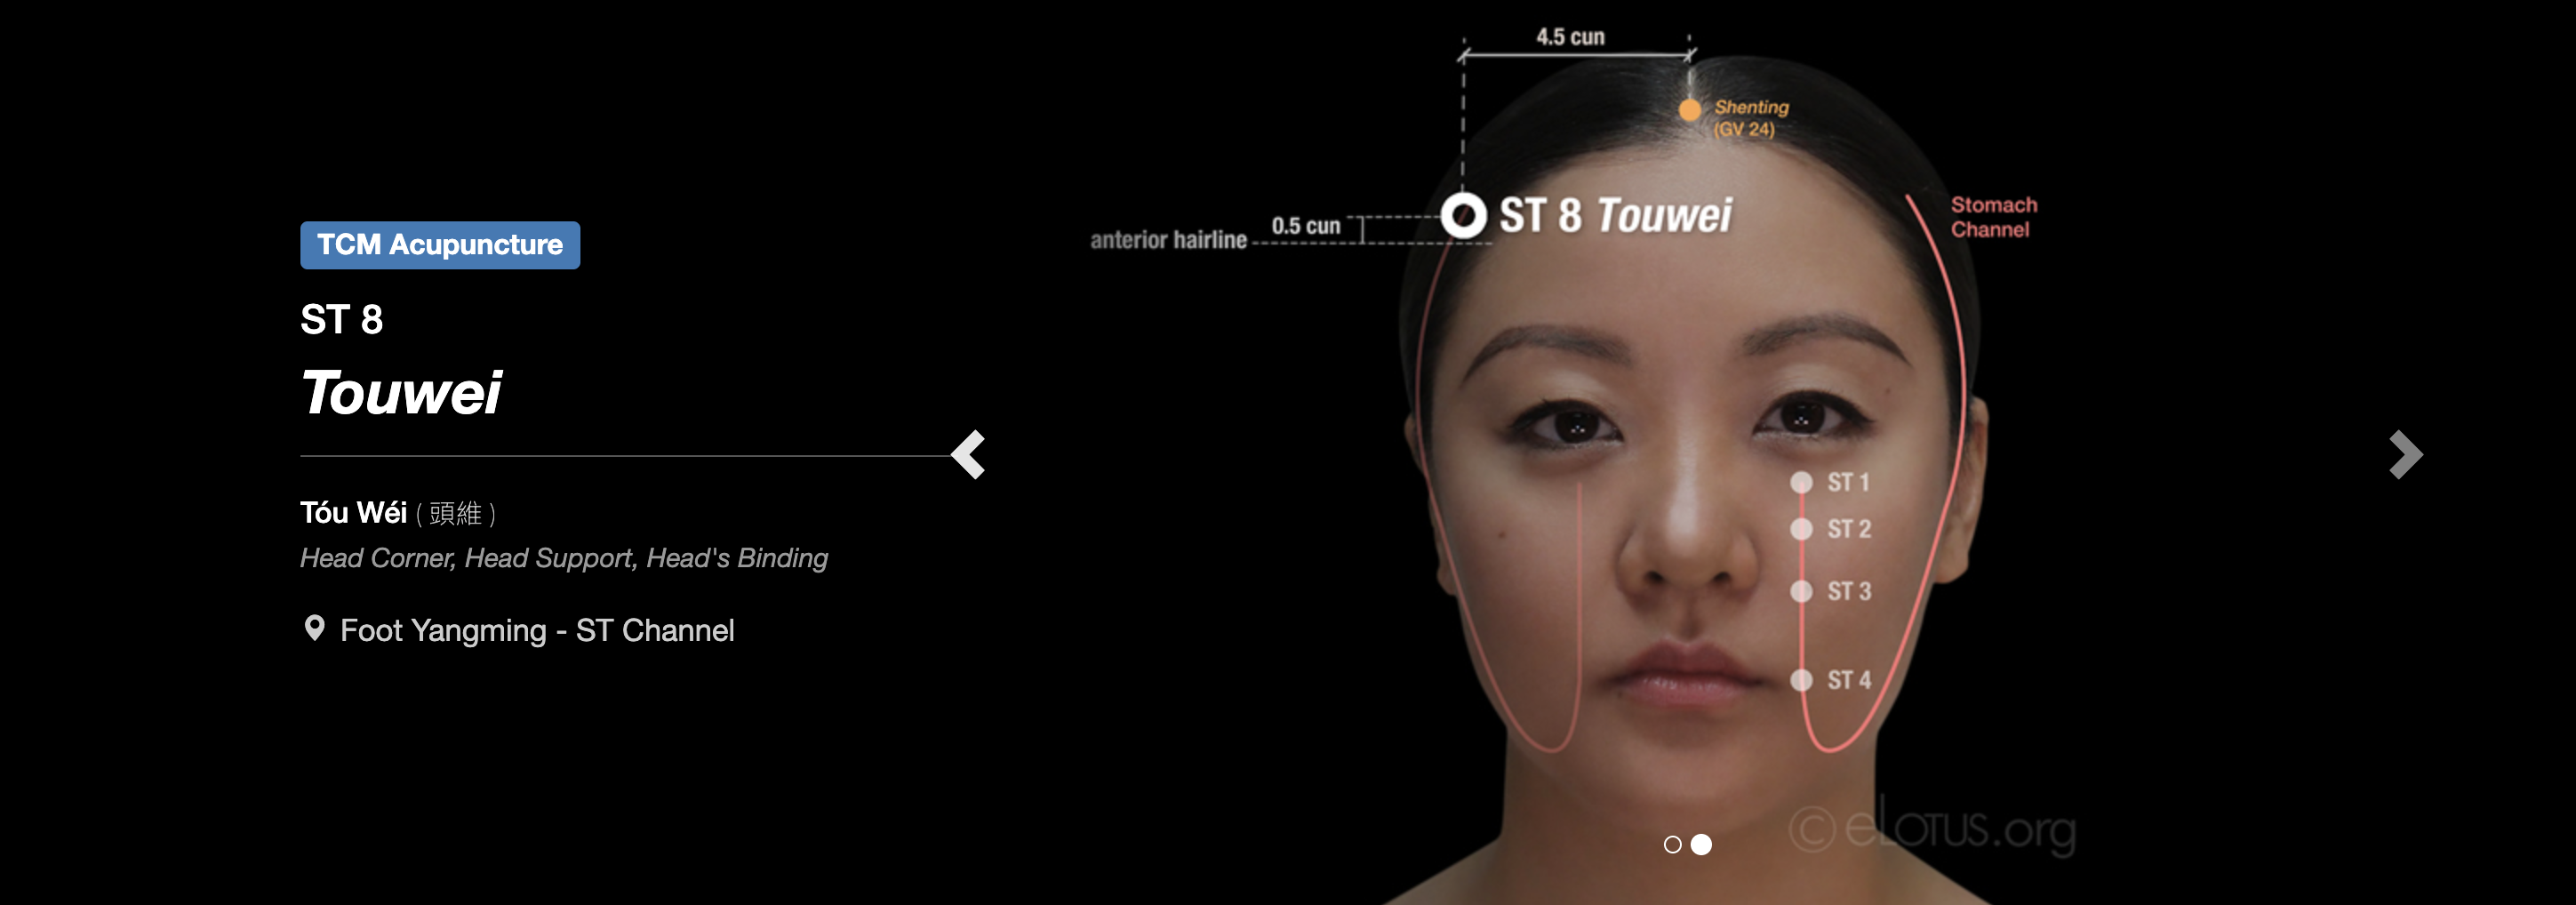 TCM Acupuncture
ST 8
Touwei
Tóu Wéi ( 頭維 )
Head Corner, Head Support, Head's Binding
Foot Yangming - ST Channel
4.5 cun
Shenting
(GV 24)
ST 8 Touwei
0.5 cun
anterior hairline
Stomach
Channel
ST 1
ST 2
ST 3
ST 4
© eLOTUS.org